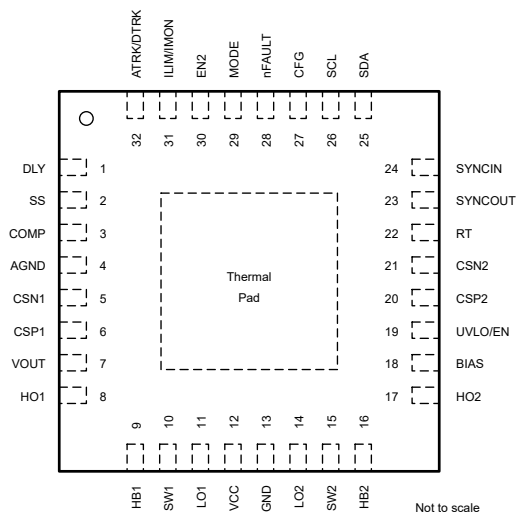 ATRK/DTRK
ILIM/IMON
EN2
MODE
nFAULT
CFG
SCL
SDA
32
31
30
29
28
27
26
25
DLY 1
SS 2
COMP 3
AGND 4
CSN1 5
CSP1 6
VOUT 7
HO1 8
Thermal
Pad
24 SYNCIN
23 SYNCOUT
22 RT
21 CSN2
20 CSP2
19 UVLO/EN
18 BIAS
17 HO2
9
10
11
12
13
14
15
16
HB1
SW1
LO1
VCC
GND
LO2
SW2
HB2
Not to scale